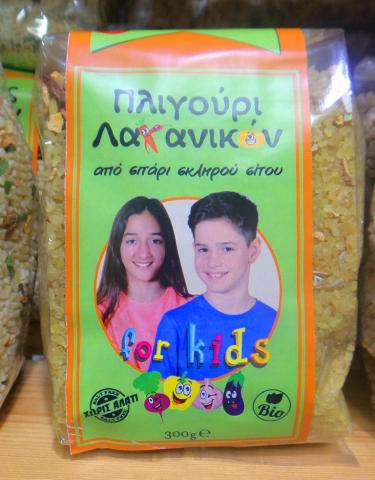 Πλιγούρι
Λαχανικών
από σιτάρι σκληρού σίτου
for kids
ΧΩΡΙΣ ΑΛΑΤΙ
Bio
300g e